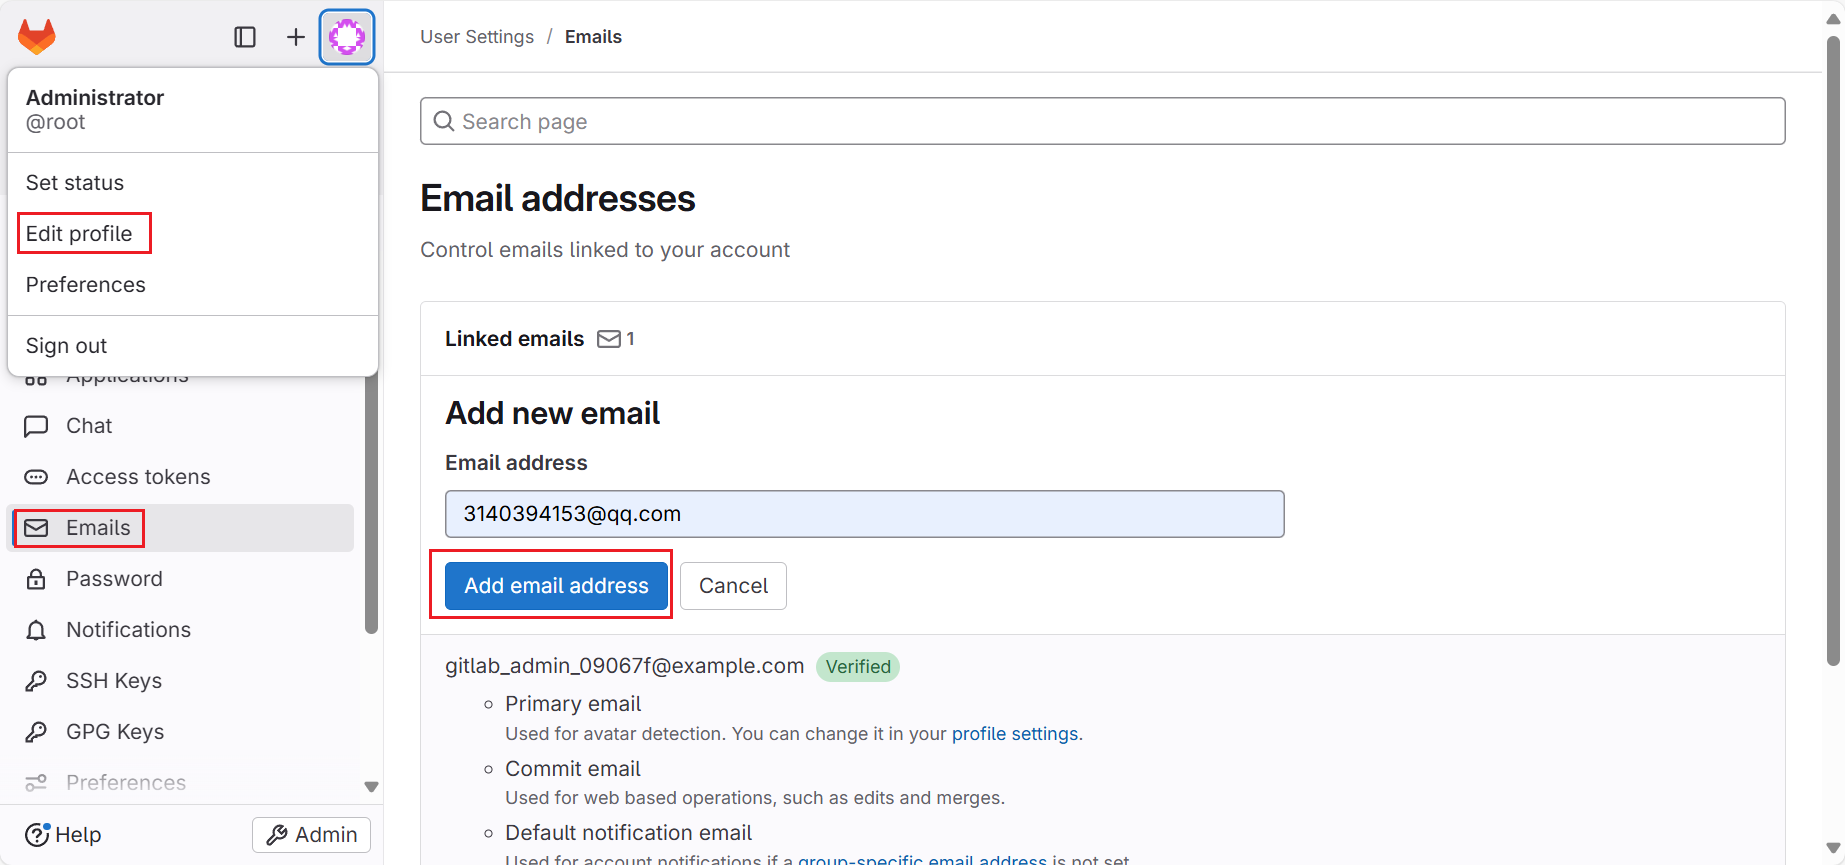 User Settings / Emails
Administrator
@root
Set status
Edit profile
Preferences
Sign out
Applications
Chat
Access tokens
Emails
Password
Notifications
SSH Keys
GPG Keys
Preferences
Help
Admin
Search page
Email addresses
Control emails linked to your account
Linked emails 1
Add new email
Email address
3140394153@qq.com
Add email address Cancel
gitlab_admin_09067f@example.com Verified
Primary email
Used for avatar detection. You can change it in your profile settings.
Commit email
Used for web based operations, such as edits and merges.
Default notification email
Used for account notifications if a group-specific email address is not set.